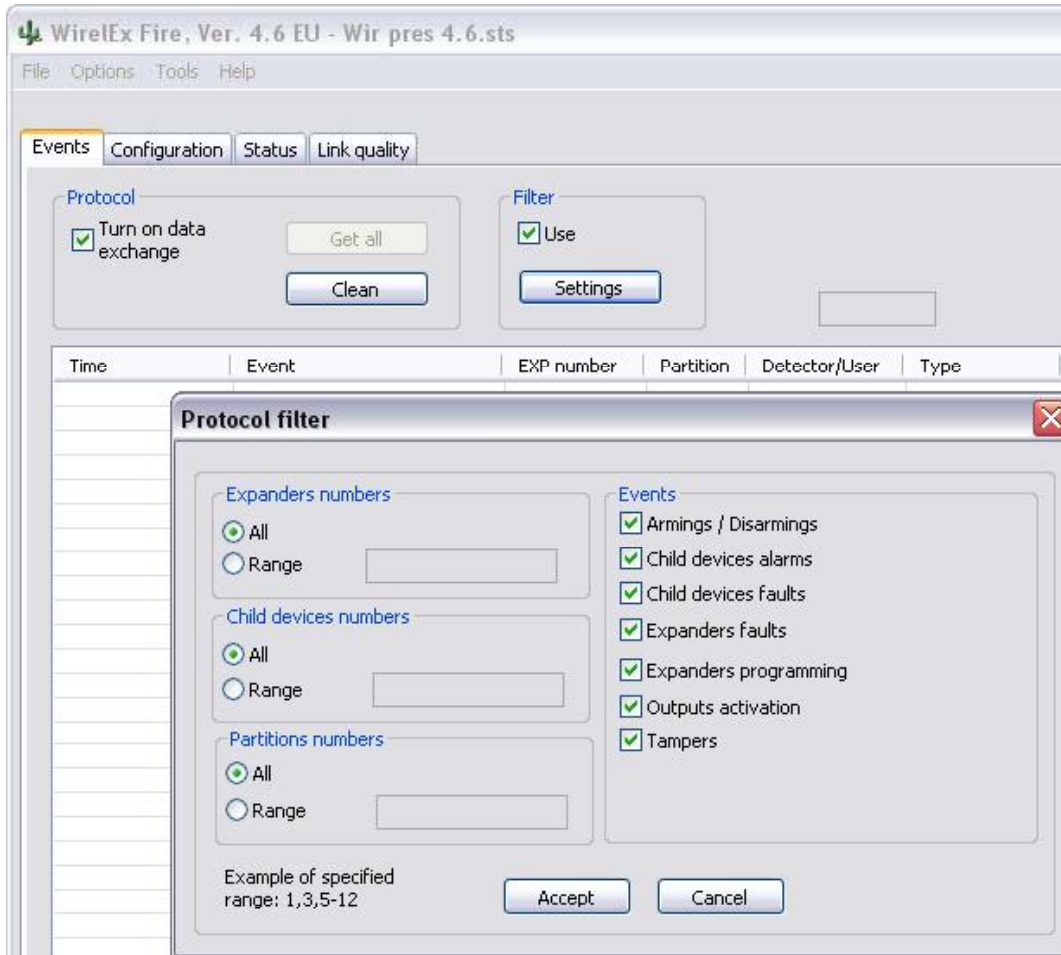 WirelEx Fire, Ver. 4.6 EU - Wir pres 4.6.sts
File Options Tools Help
Events Configuration Status Link quality
Protocol
Turn on data
exchange
Get all
Clean
Filter
Use
Settings
Time Event EXP number Partition Detector/User Type
Protocol filter
Expanders numbers
All
Range
Child devices numbers
All
Range
Partitions numbers
All
Range
Example of specified
range: 1,3,5-12
Events
Armings / Disarmings
Child devices alarms
Child devices faults
Expanders faults
Expanders programming
Outputs activation
Tampers
Accept Cancel